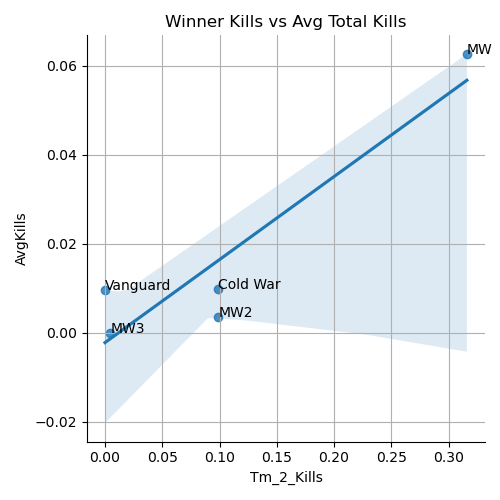 Winner Kills vs Avg Total Kills
MW
0.06
0.04
0.02
0.00
−0.02
AvgKills
Vanguard
Cold War
MW2
MW3
0.00 0.05 0.10 0.15 0.20 0.25 0.30
Tm_2_Kills